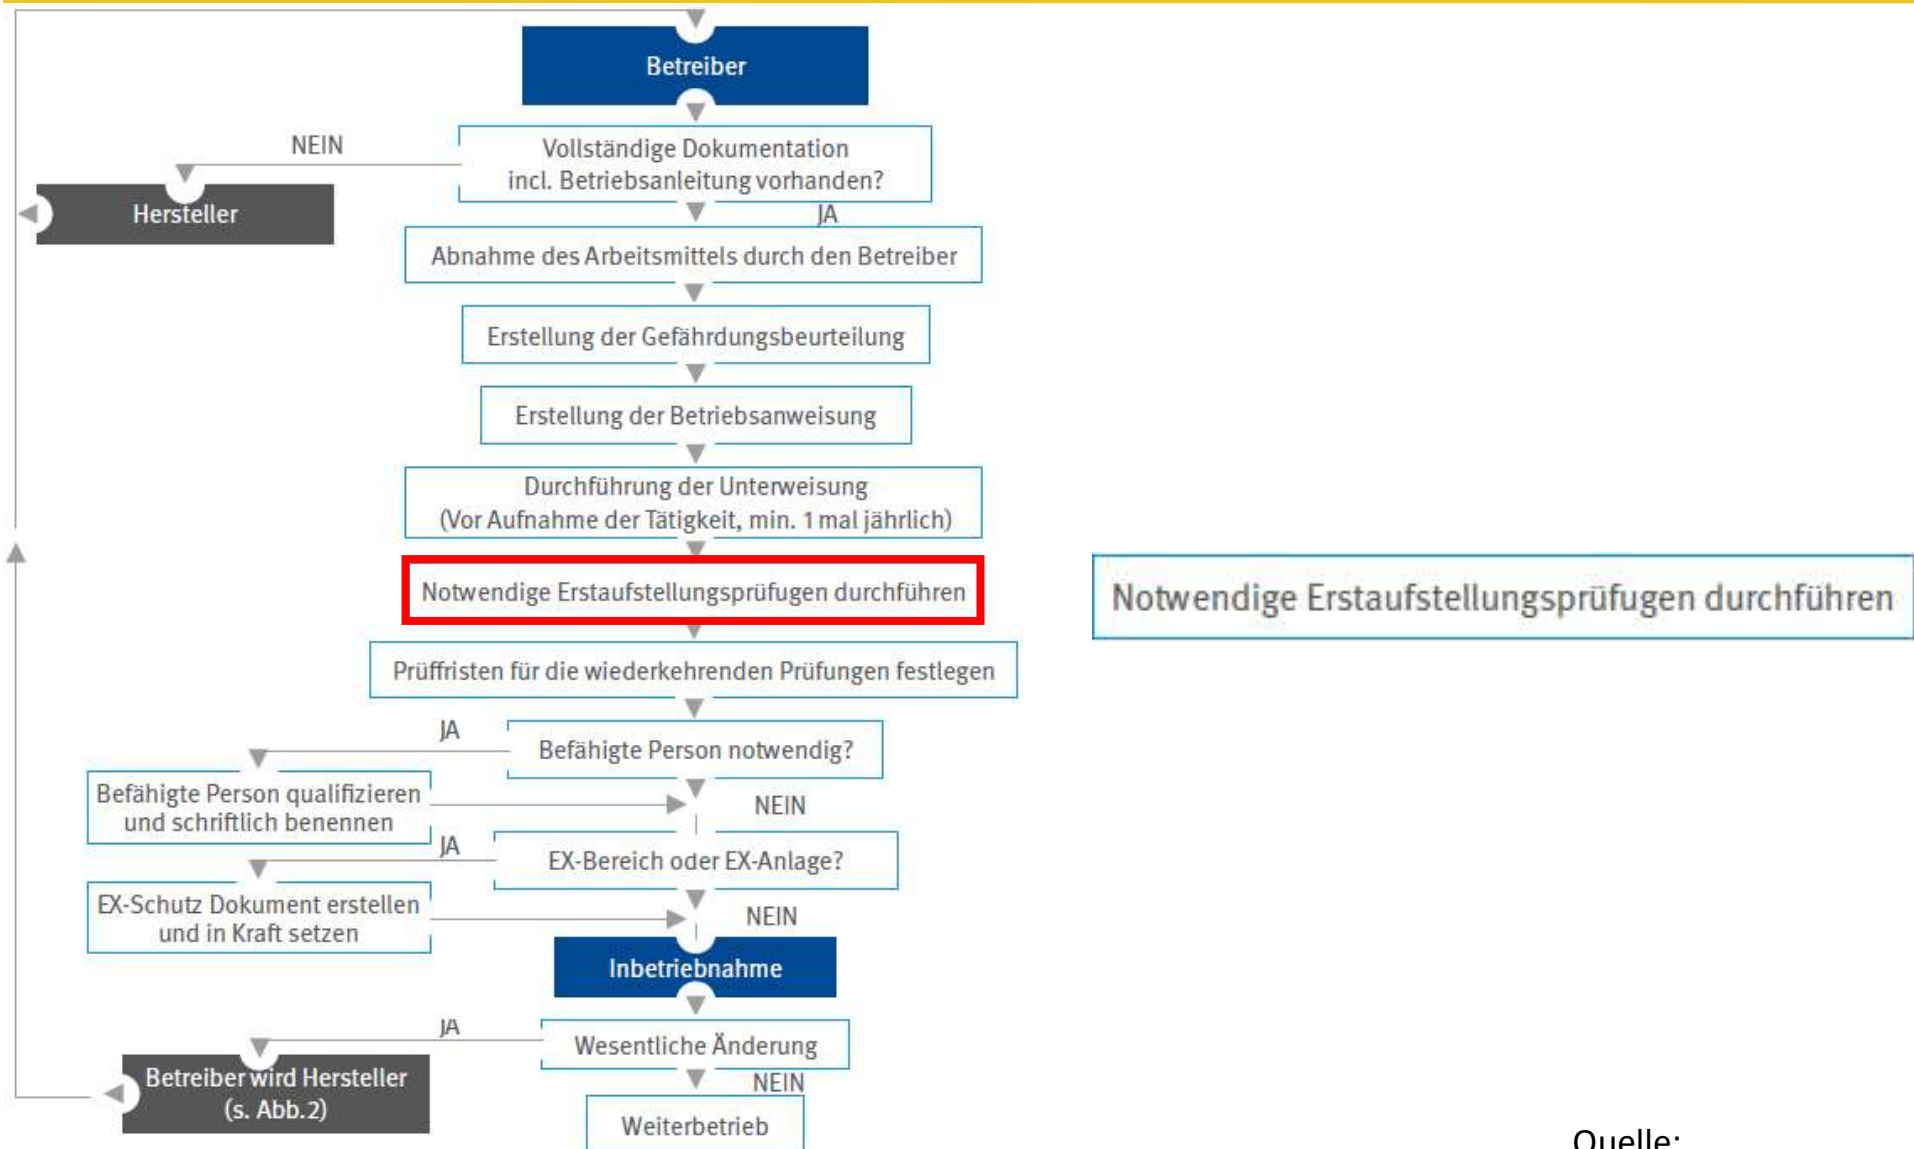 Betreiber
NEIN
Vollständige Dokumentation
incl. Betriebsanleitung vorhanden?
Hersteller
JA
Abnahme des Arbeitsmittels durch den Betreiber
Erstellung der Gefährdungsbeurteilung
Erstellung der Betriebsanweisung
Durchführung der Unterweisung
(Vor Aufnahme der Tätigkeit, min. 1 mal jährlich)
Notwendige Erstaufstellungsprüfugen durchführen
Notwendige Erstaufstellungsprüfugen durchführen
Prüffristen für die wiederkehrenden Prüfungen festlegen
JA
Befähigte Person notwendig?
Befähigte Person qualifizieren
und schriftlich benennen
NEIN
JA
EX-Bereich oder EX-Anlage?
EX-Schutz Dokument erstellen
und in Kraft setzen
NEIN
Inbetriebnahme
JA
Wesentliche Änderung
Betreiber wird Hersteller
(s. Abb.2)
NEIN
Weiterbetrieb
Quelle: